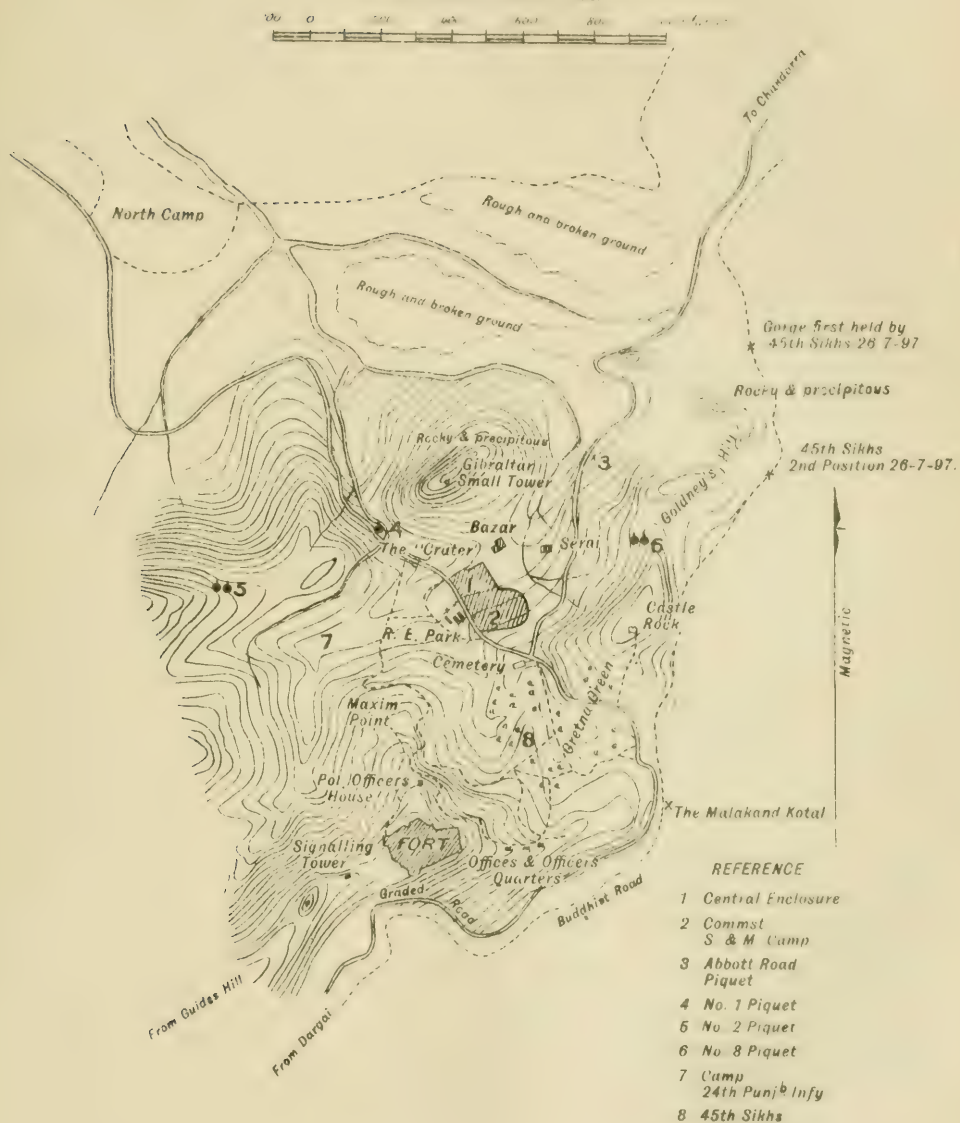 0
To Chakdarra
North Camp
Rough and broken ground
Rough and broken ground
Gorge first held by
45th Sikhs 26-7-97
Rocky & precipitous
45th Sikhs
2nd Position 26-7-97.
Rocky & precipitous
Gibraltar
Small Tower
3
Goldney's Hill
4
Bazar
The "Crater"
Serai
6
5
1
2
Castle
Rock
7
R. E. Park
Cemetery
Gretna Green
Magnetic
Maxim
Point
8
Pol. Officers
House
The Malakand Kotal
Signalling
Tower
FORT
Offices & Officers
Quarters
Graded
Road
Buddhist Road
From Guides Hill
From Dargai
REFERENCE
1 Central Enclosure
2 Commst
S & M Camp
3 Abbott Road
Piquet
4 No. 1 Piquet
5 No. 2 Piquet
6 No. 8 Piquet
7 Camp
24th Punjb Infy
8 45th Sikhs